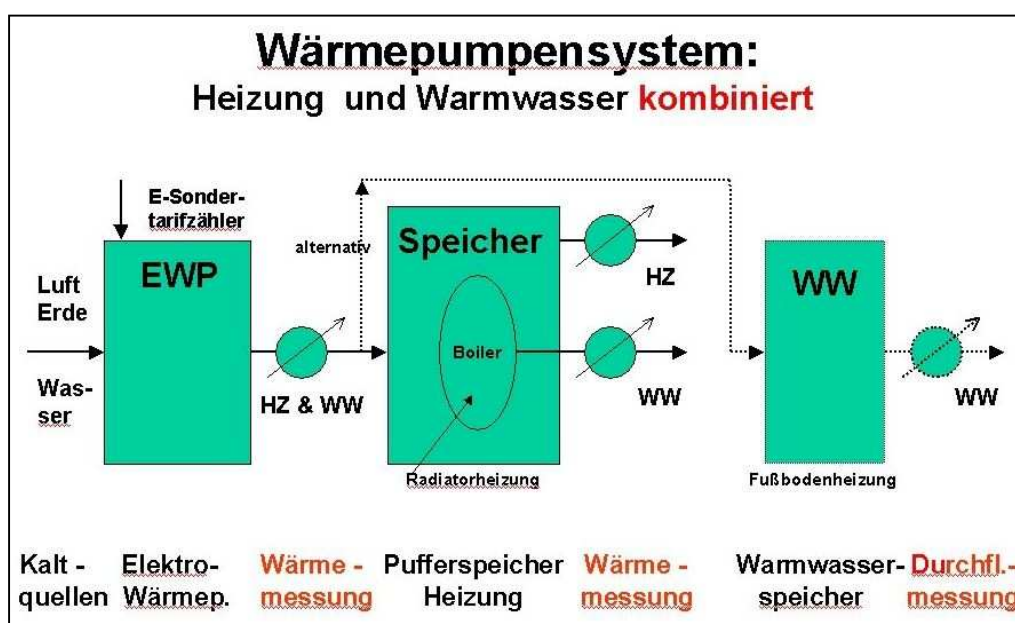 Wärmepumpensystem:
Heizung und Warmwasser kombiniert
E-Sonder-
tarifzähler
alternativ
Speicher
HZ
EWP
WW
Luft
Erde
Boiler
HZ & WW
WW
WW
Was-
ser
Radiatorheizung
Fußbodenheizung
Kalt - Elektro- Wärme - Pufferspeicher Wärme - Warmwasser- Durchfl.-
quellen Wärmep. messung Heizung messung speicher messung